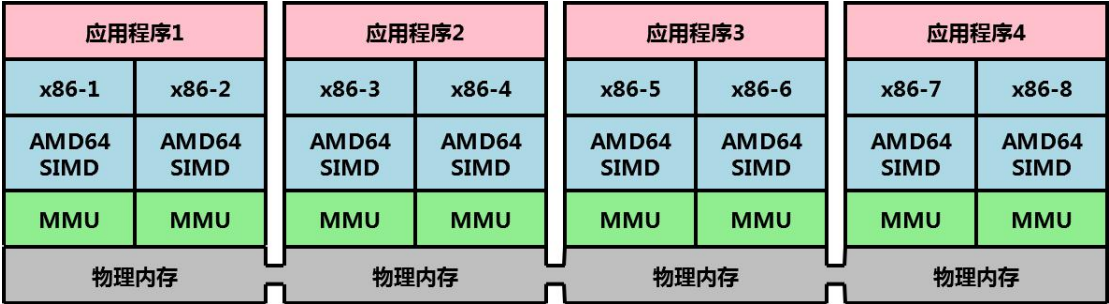 应用程序1 应用程序2 应用程序3 应用程序4
x86-1 x86-2 x86-3 x86-4 x86-5 x86-6 x86-7 x86-8
AMD64 AMD64 AMD64 AMD64 AMD64 AMD64 AMD64 AMD64
SIMD SIMD SIMD SIMD SIMD SIMD SIMD SIMD
MMU MMU MMU MMU MMU MMU MMU MMU
物理内存 物理内存 物理内存 物理内存